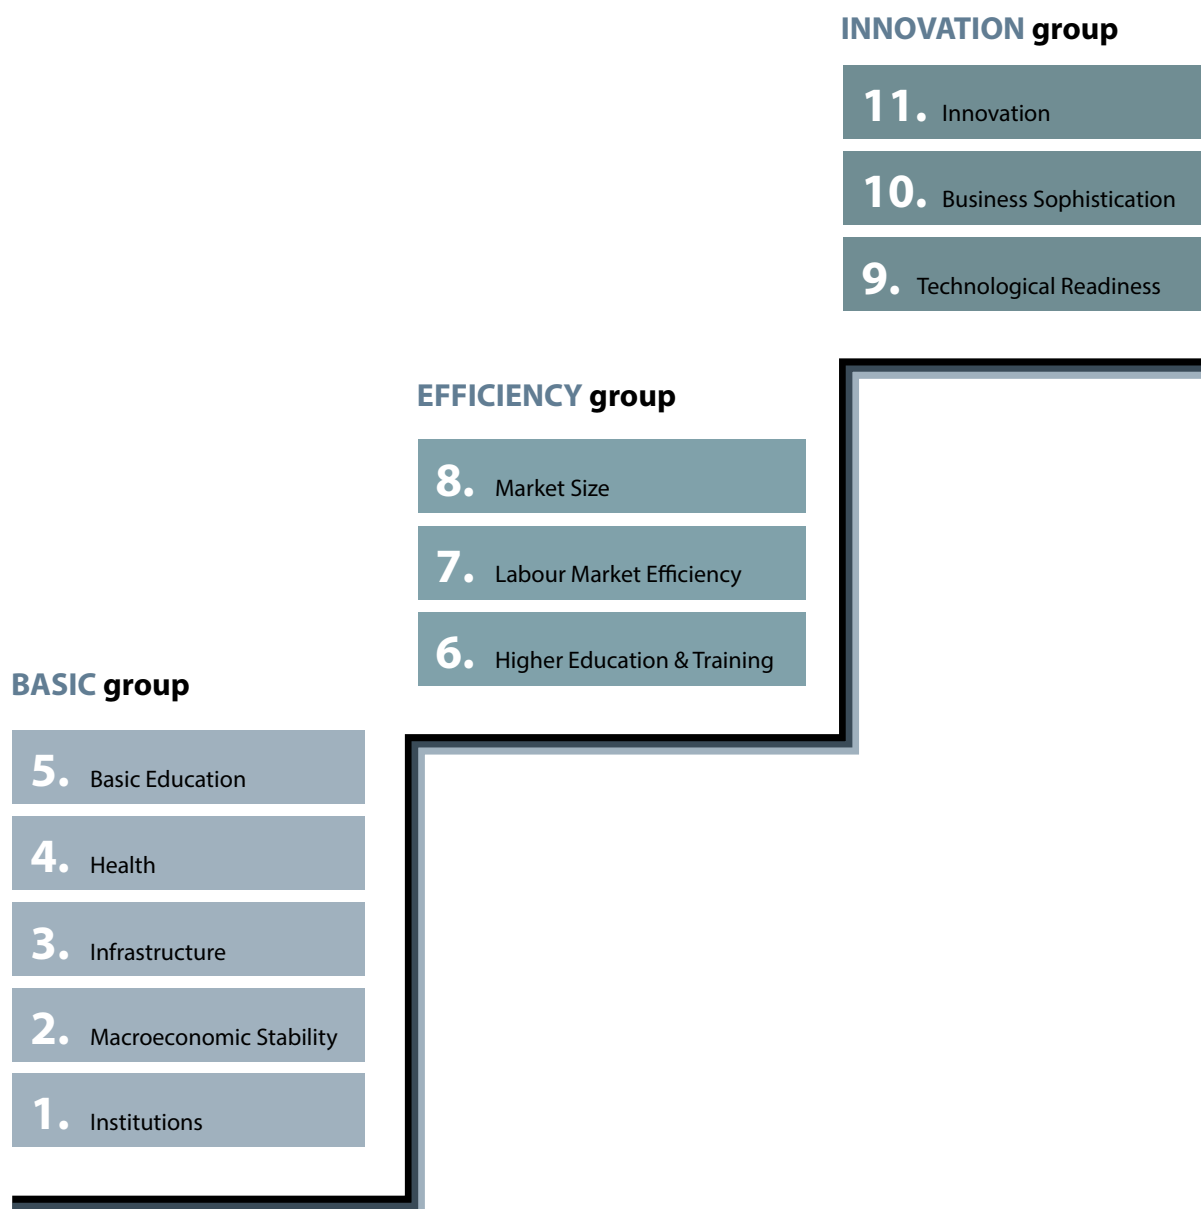 INNOVATION group
11. Innovation
10. Business Sophistication
9. Technological Readiness
EFFICIENCY group
8. Market Size
7. Labour Market Efficiency
6. Higher Education & Training
BASIC group
5. Basic Education
4. Health
3. Infrastructure
2. Macroeconomic Stability
1. Institutions